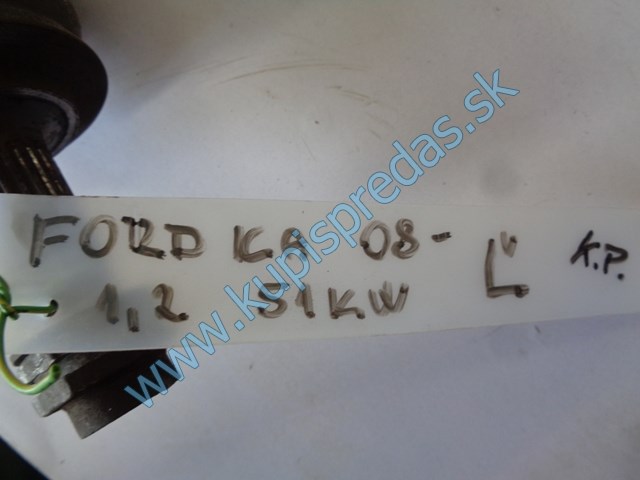 FORD KA 08- L" K.P.
1,2 51KW
www.kupispredas.sk